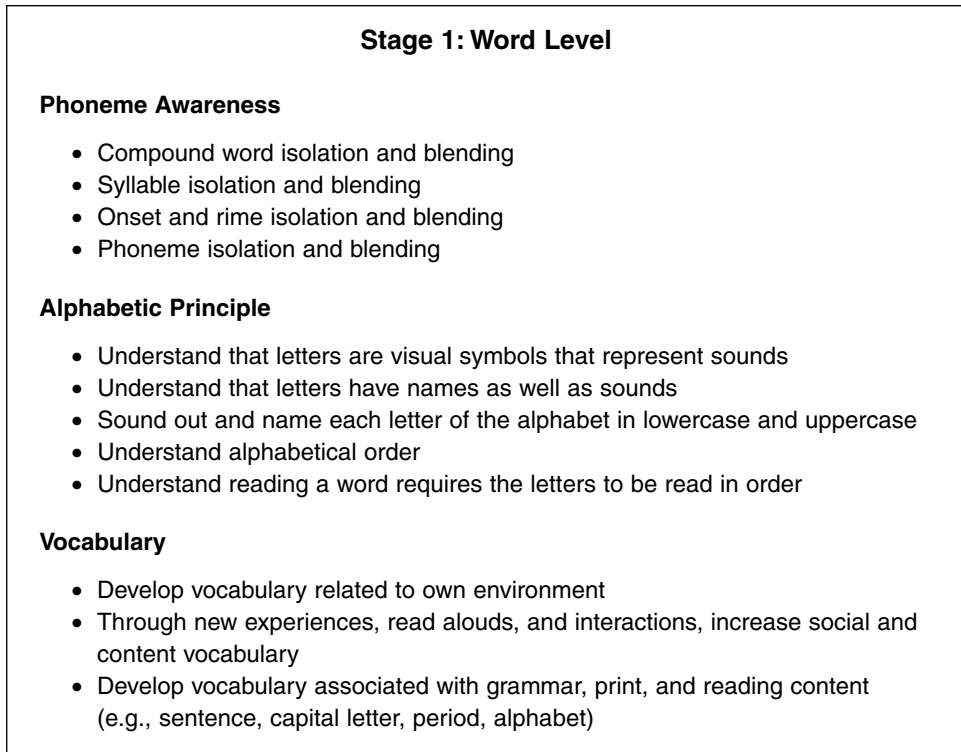 Stage 1: Word Level
Phoneme Awareness
• Compound word isolation and blending
• Syllable isolation and blending
• Onset and rime isolation and blending
• Phoneme isolation and blending
Alphabetic Principle
• Understand that letters are visual symbols that represent sounds
• Understand that letters have names as well as sounds
• Sound out and name each letter of the alphabet in lowercase and uppercase
• Understand alphabetical order
• Understand reading a word requires the letters to be read in order
Vocabulary
• Develop vocabulary related to own environment
• Through new experiences, read alouds, and interactions, increase social and
content vocabulary
• Develop vocabulary associated with grammar, print, and reading content
(e.g., sentence, capital letter, period, alphabet)